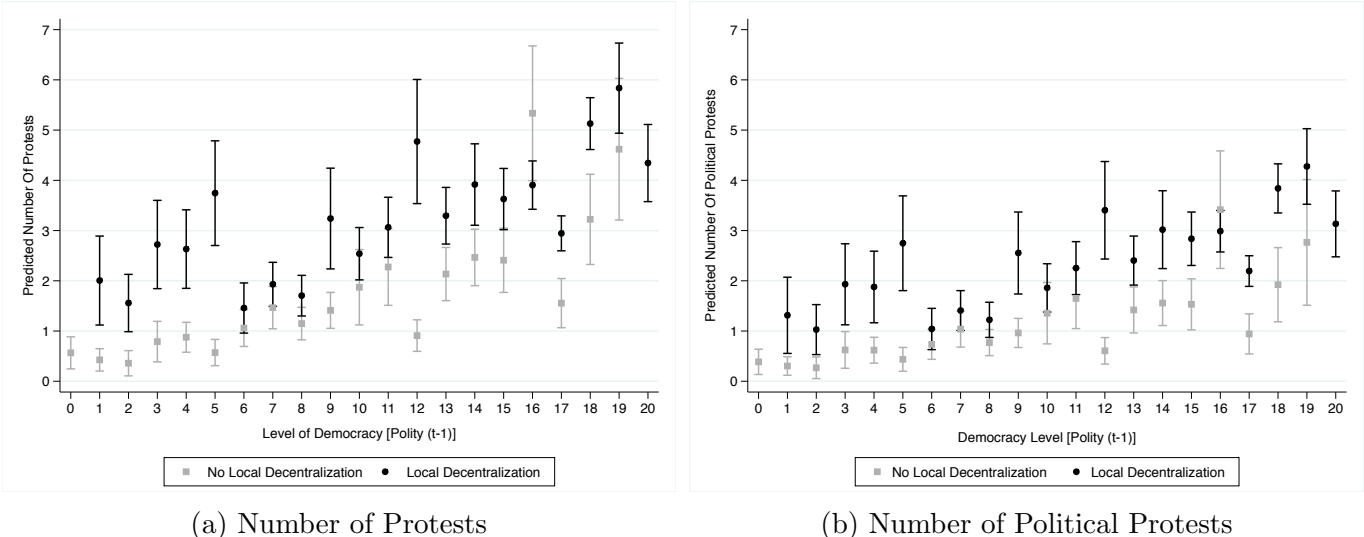 7
6
5
4
3
2
1
0
Predicted Number Of Protests
0 1 2 3 4 5 6 7 8 9 10 11 12 13 14 15 16 17 18 19 20
Level of Democracy [Polity (t-1)]
No Local Decentralization Local Decentralization
(a) Number of Protests
7
6
5
4
3
2
1
0
Predicted Number Of Political Protests
0 1 2 3 4 5 6 7 8 9 10 11 12 13 14 15 16 17 18 19 20
Democracy Level [Polity (t-1)]
No Local Decentralization Local Decentralization
(b) Number of Political Protests